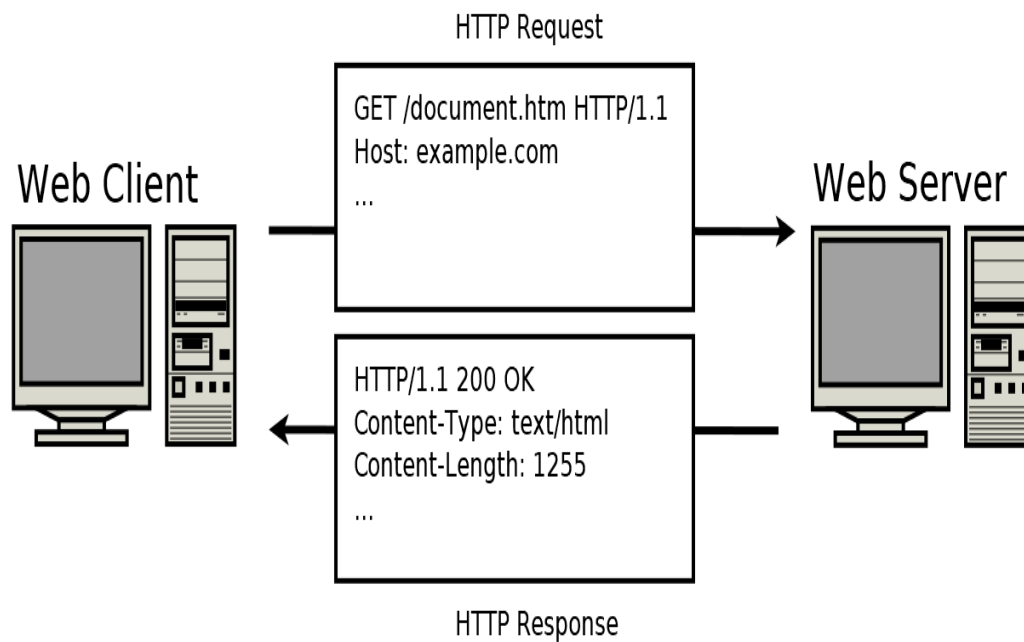 HTTP Request
GET /document.htm HTTP/1.1
Host: example.com
...
Web Client
Web Server
HTTP/1.1 200 OK
Content-Type: text/html
Content-Length: 1255
...
HTTP Response